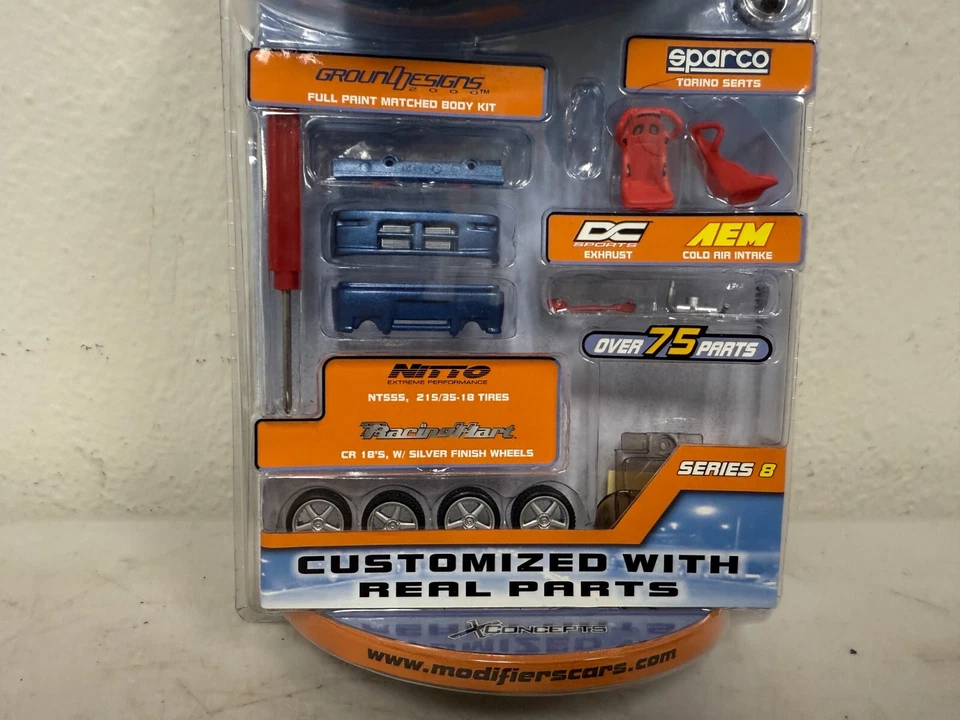 GROUNDESIGNS
2000™
FULL PAINT MATCHED BODY KIT
sparco
TORINO SEATS
DC
SPORTS
EXHAUST
AEM
COLD AIR INTAKE
OVER 75 PARTS
NITTO
EXTREME PERFORMANCE
NT555, 215/35-18 TIRES
RacingHart
CR 18'S, W/ SILVER FINISH WHEELS
SERIES 8
CUSTOMIZED WITH
REAL PARTS
XCONCEPTS
www.modifierscars.com